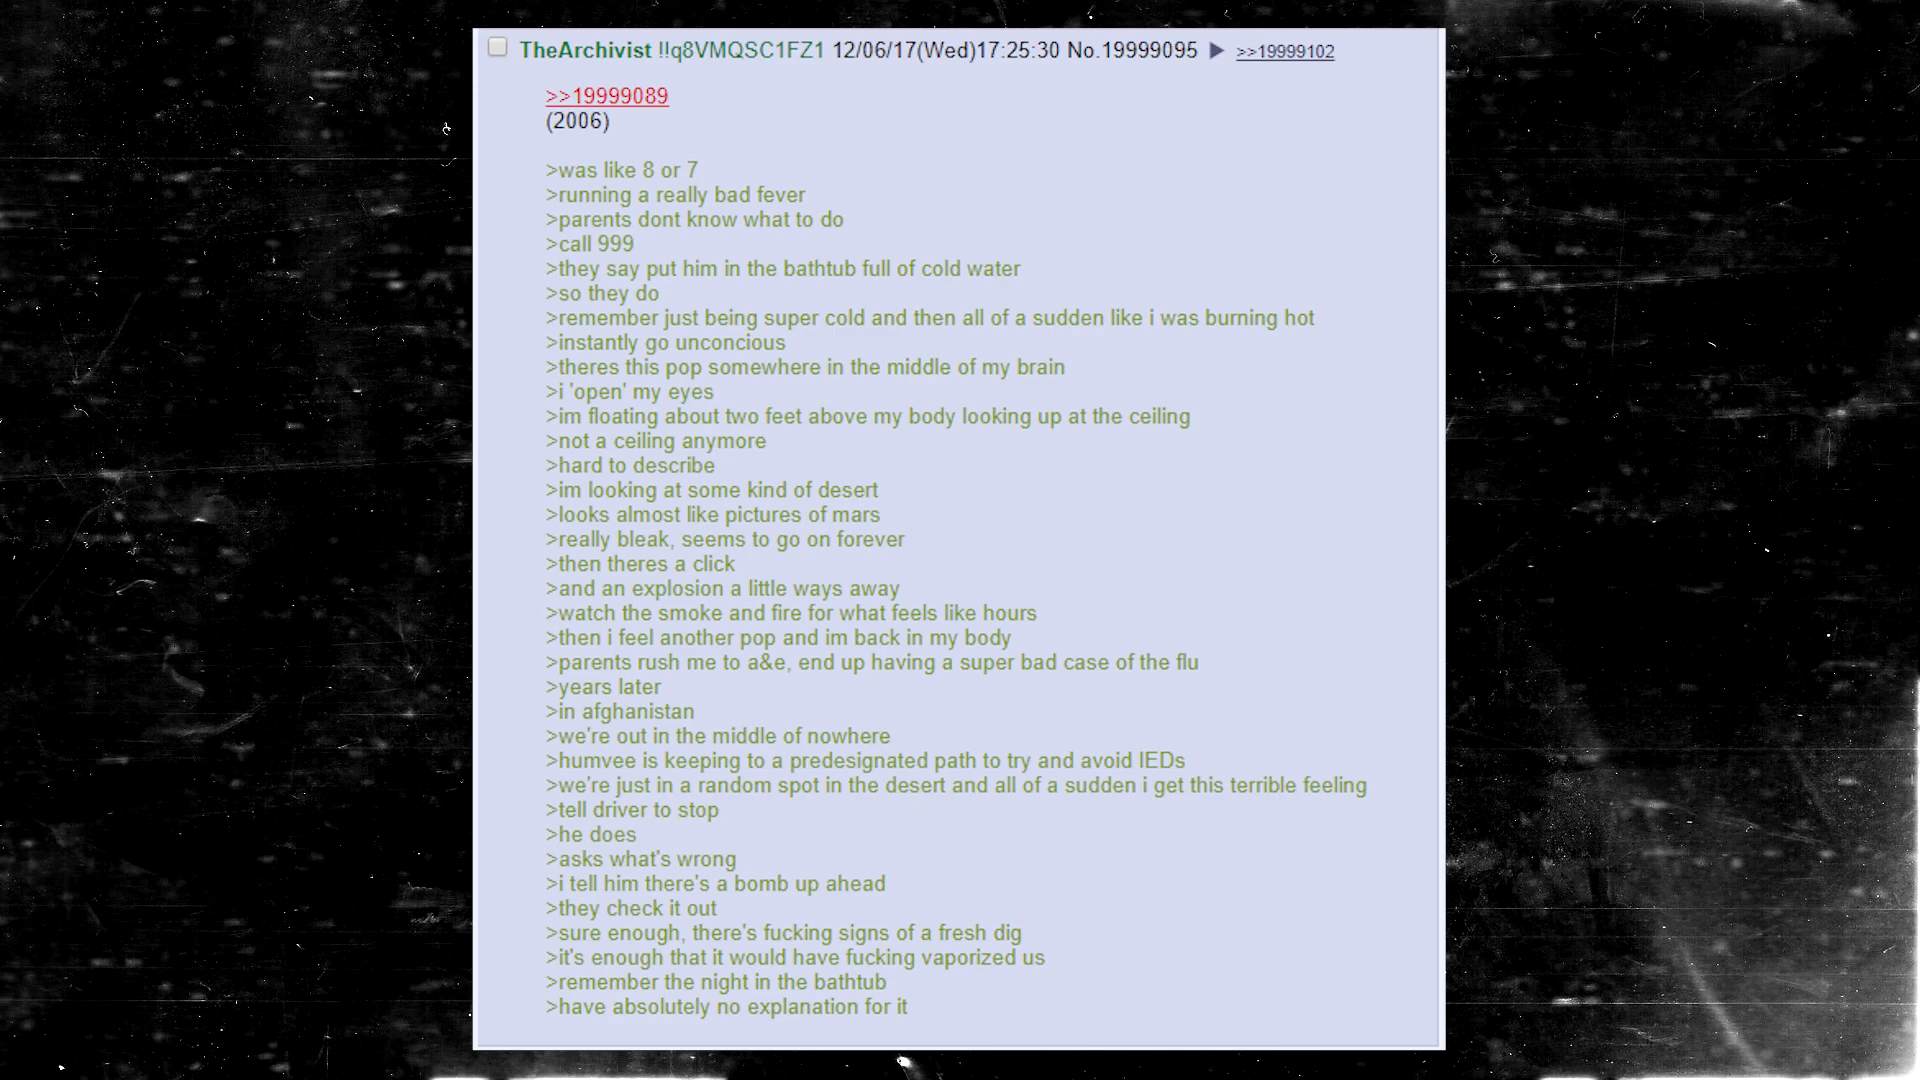 TheArchivist !!q8VMQSC1FZ1 12/06/17(Wed)17:25:30 No.19999095 ▶ >>19999102
>>19999089
(2006)
>was like 8 or 7
>running a really bad fever
>parents dont know what to do
>call 999
>they say put him in the bathtub full of cold water
>so they do
>remember just being super cold and then all of a sudden like i was burning hot
>instantly go unconcious
>theres this pop somewhere in the middle of my brain
>i 'open' my eyes
>im floating about two feet above my body looking up at the ceiling
>not a ceiling anymore
>hard to describe
>im looking at some kind of desert
>looks almost like pictures of mars
>really bleak, seems to go on forever
>then theres a click
>and an explosion a little ways away
>watch the smoke and fire for what feels like hours
>then i feel another pop and im back in my body
>parents rush me to a&e, end up having a super bad case of the flu
>years later
>in afghanistan
>we're out in the middle of nowhere
>humvee is keeping to a predesignated path to try and avoid IEDs
>we're just in a random spot in the desert and all of a sudden i get this terrible feeling
>tell driver to stop
>he does
>asks what's wrong
>i tell him there's a bomb up ahead
>they check it out
>sure enough, there's fucking signs of a fresh dig
>it's enough that it would have fucking vaporized us
>remember the night in the bathtub
>have absolutely no explanation for it